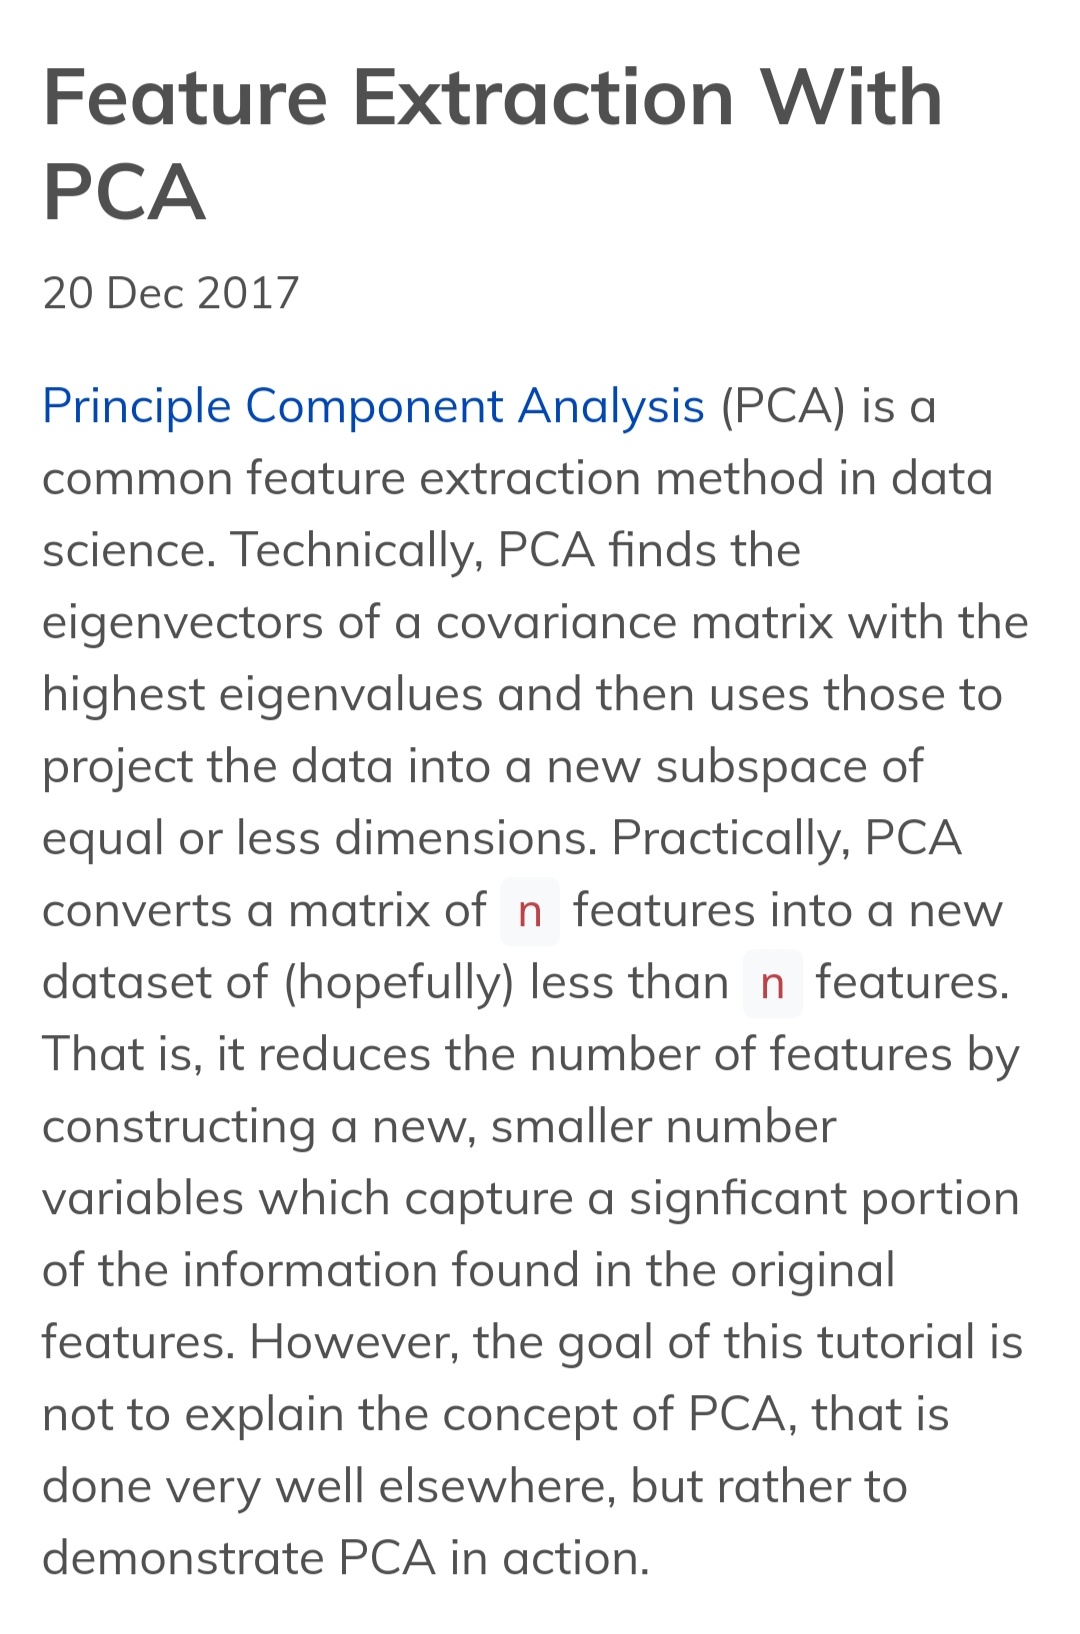 Feature Extraction With
PCA
20 Dec 2017
Principle Component Analysis (PCA) is a
common feature extraction method in data
science. Technically, PCA finds the
eigenvectors of a covariance matrix with the
highest eigenvalues and then uses those to
project the data into a new subspace of
equal or less dimensions. Practically, PCA
converts a matrix of n features into a new
dataset of (hopefully) less than n features.
That is, it reduces the number of features by
constructing a new, smaller number
variables which capture a signficant portion
of the information found in the original
features. However, the goal of this tutorial is
not to explain the concept of PCA, that is
done very well elsewhere, but rather to
demonstrate PCA in action.